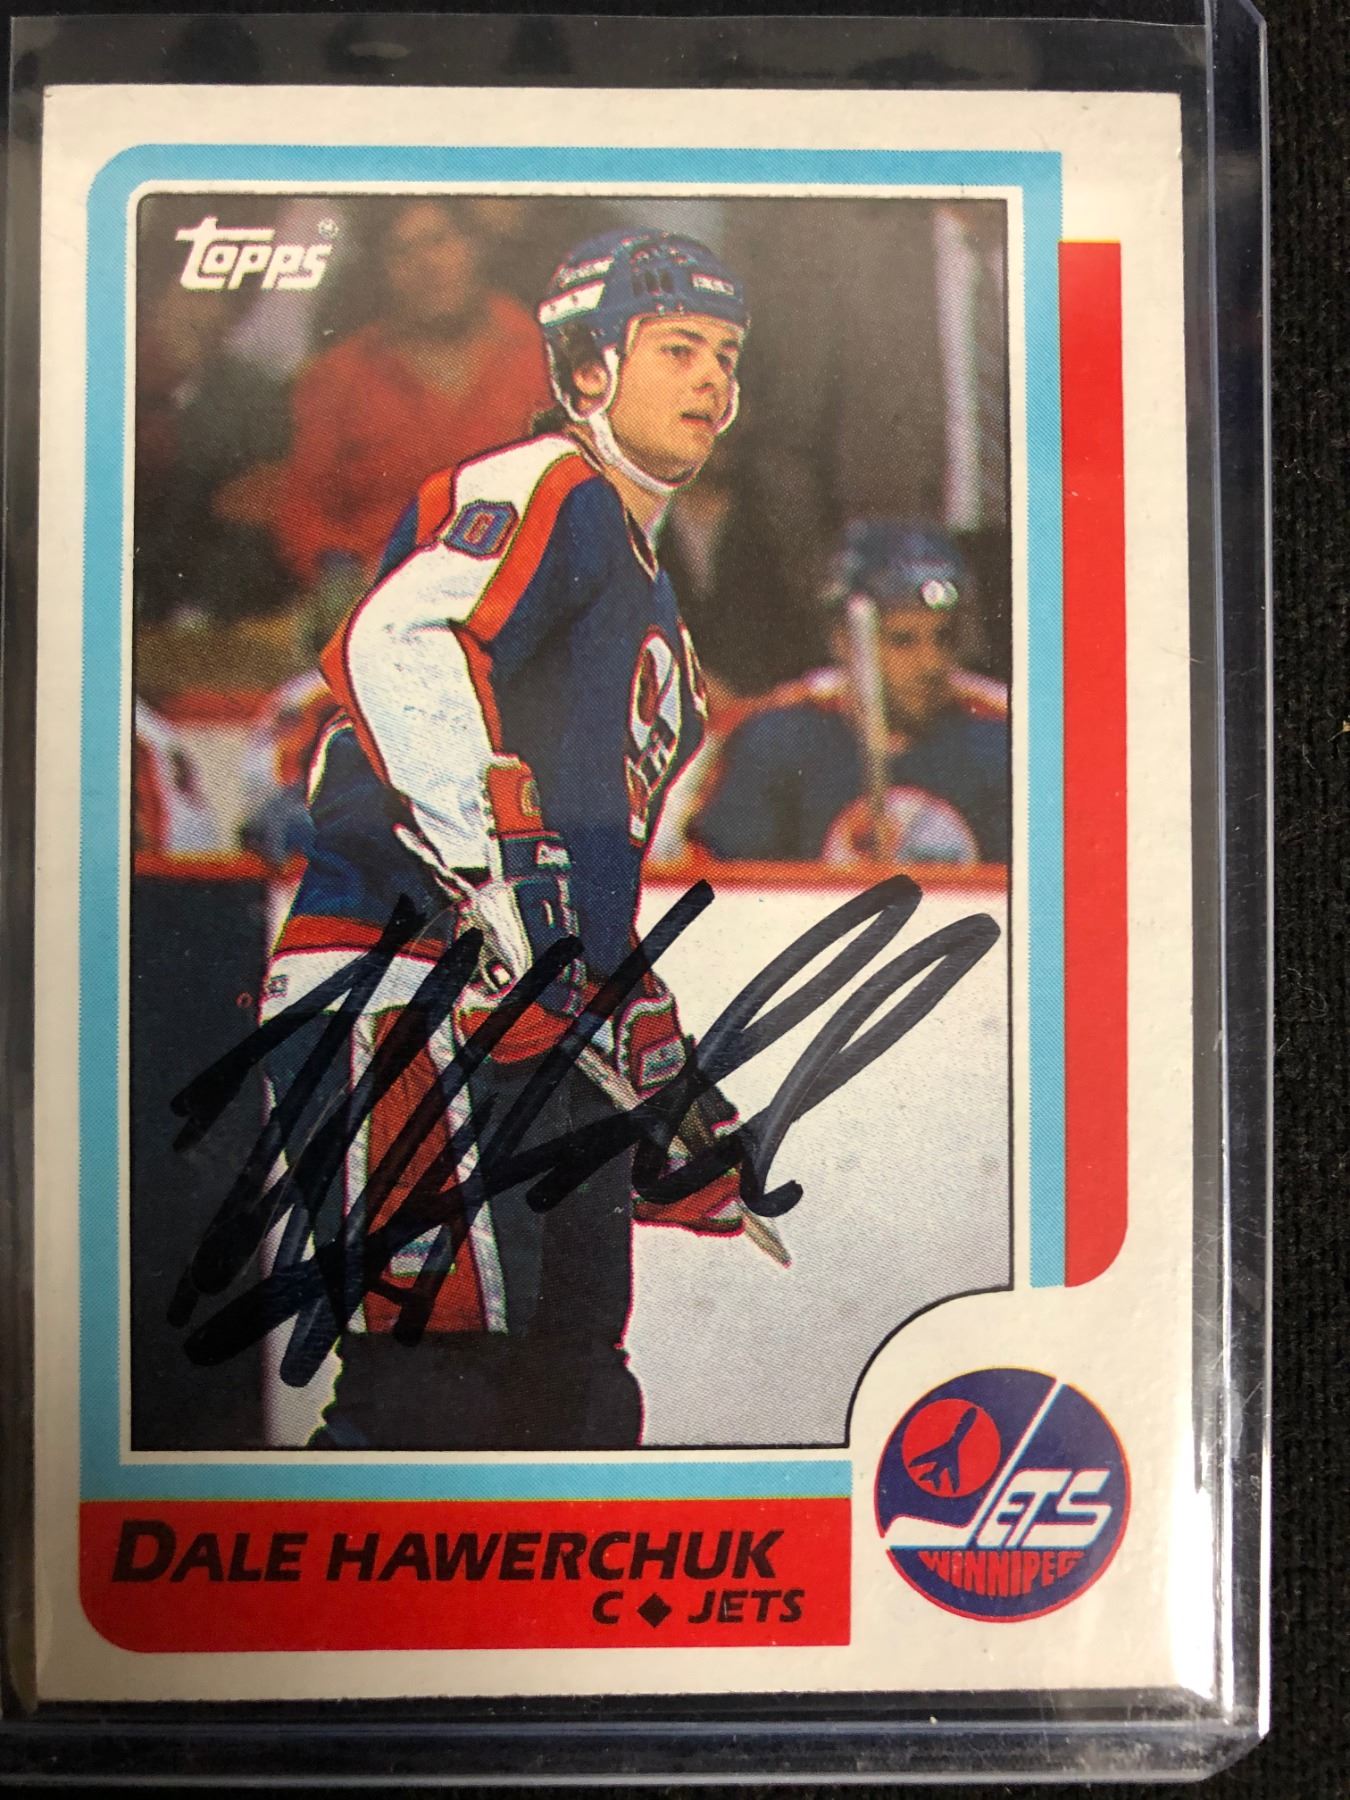 topps
DALE HAWERCHUK
C ◆ JETS
JETS
WINNIPEG